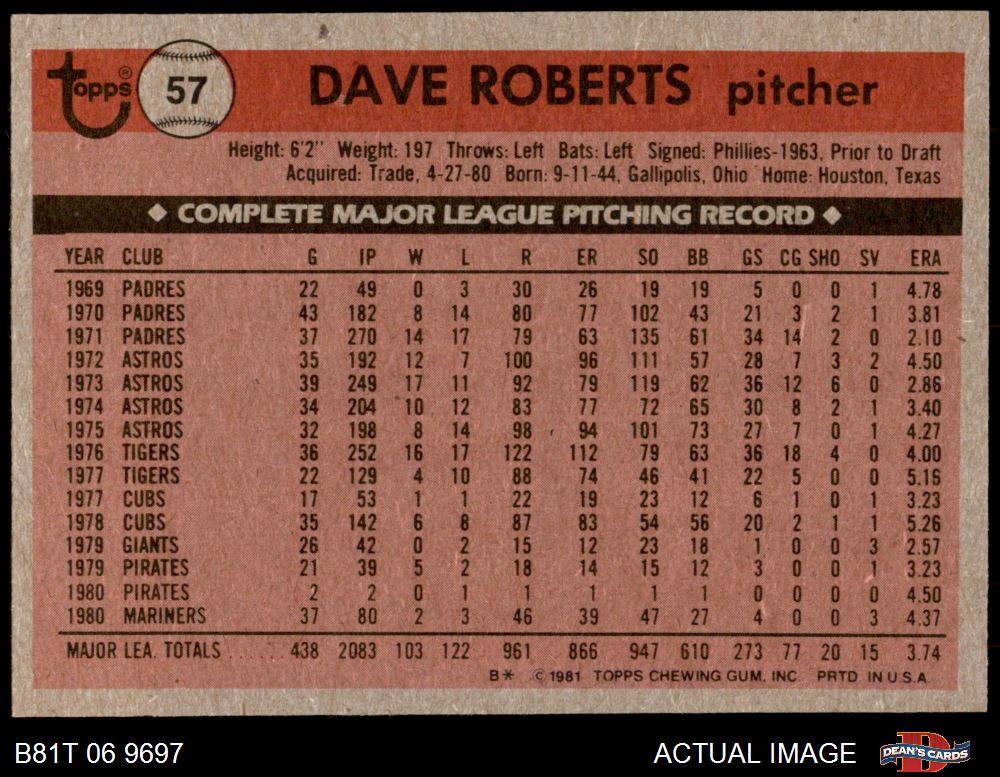 topps® 57 DAVE ROBERTS pitcher
Height: 6'2" Weight: 197 Throws: Left Bats: Left Signed: Phillies-1963, Prior to Draft
Acquired: Trade, 4-27-80 Born: 9-11-44, Gallipolis, Ohio Home: Houston, Texas
◆ COMPLETE MAJOR LEAGUE PITCHING RECORD ◆
YEAR CLUB G IP W L R ER SO BB GS CG SHO SV ERA
1969 PADRES 22 49 0 3 30 26 19 19 5 0 0 1 4.78
1970 PADRES 43 182 8 14 80 77 102 43 21 3 2 1 3.81
1971 PADRES 37 270 14 17 79 63 135 61 34 14 2 0 2.10
1972 ASTROS 35 192 12 7 100 96 111 57 28 7 3 2 4.50
1973 ASTROS 39 249 17 11 92 79 119 62 36 12 6 0 2.86
1974 ASTROS 34 204 10 12 83 77 72 65 30 8 2 1 3.40
1975 ASTROS 32 198 8 14 98 94 101 73 27 7 0 1 4.27
1976 TIGERS 36 252 16 17 122 112 79 63 36 18 4 0 4.00
1977 TIGERS 22 129 4 10 88 74 46 41 22 5 0 0 5.16
1977 CUBS 17 53 1 1 22 19 23 12 6 1 0 1 3.23
1978 CUBS 35 142 6 8 87 83 54 56 20 2 1 1 5.26
1979 GIANTS 26 42 0 2 15 12 23 18 1 0 0 3 2.57
1979 PIRATES 21 39 5 2 18 14 15 12 3 0 0 1 3.23
1980 PIRATES 2 2 0 1 1 1 1 1 0 0 0 0 4.50
1980 MARINERS 37 80 2 3 46 39 47 27 4 0 0 3 4.37
MAJOR LEA. TOTALS ...... 438 2083 103 122 961 866 947 610 273 77 20 15 3.74
B* © 1981 TOPPS CHEWING GUM, INC. PRTD IN U.S.A.
B81T 06 9697 ACTUAL IMAGE DEAN'S CARDS